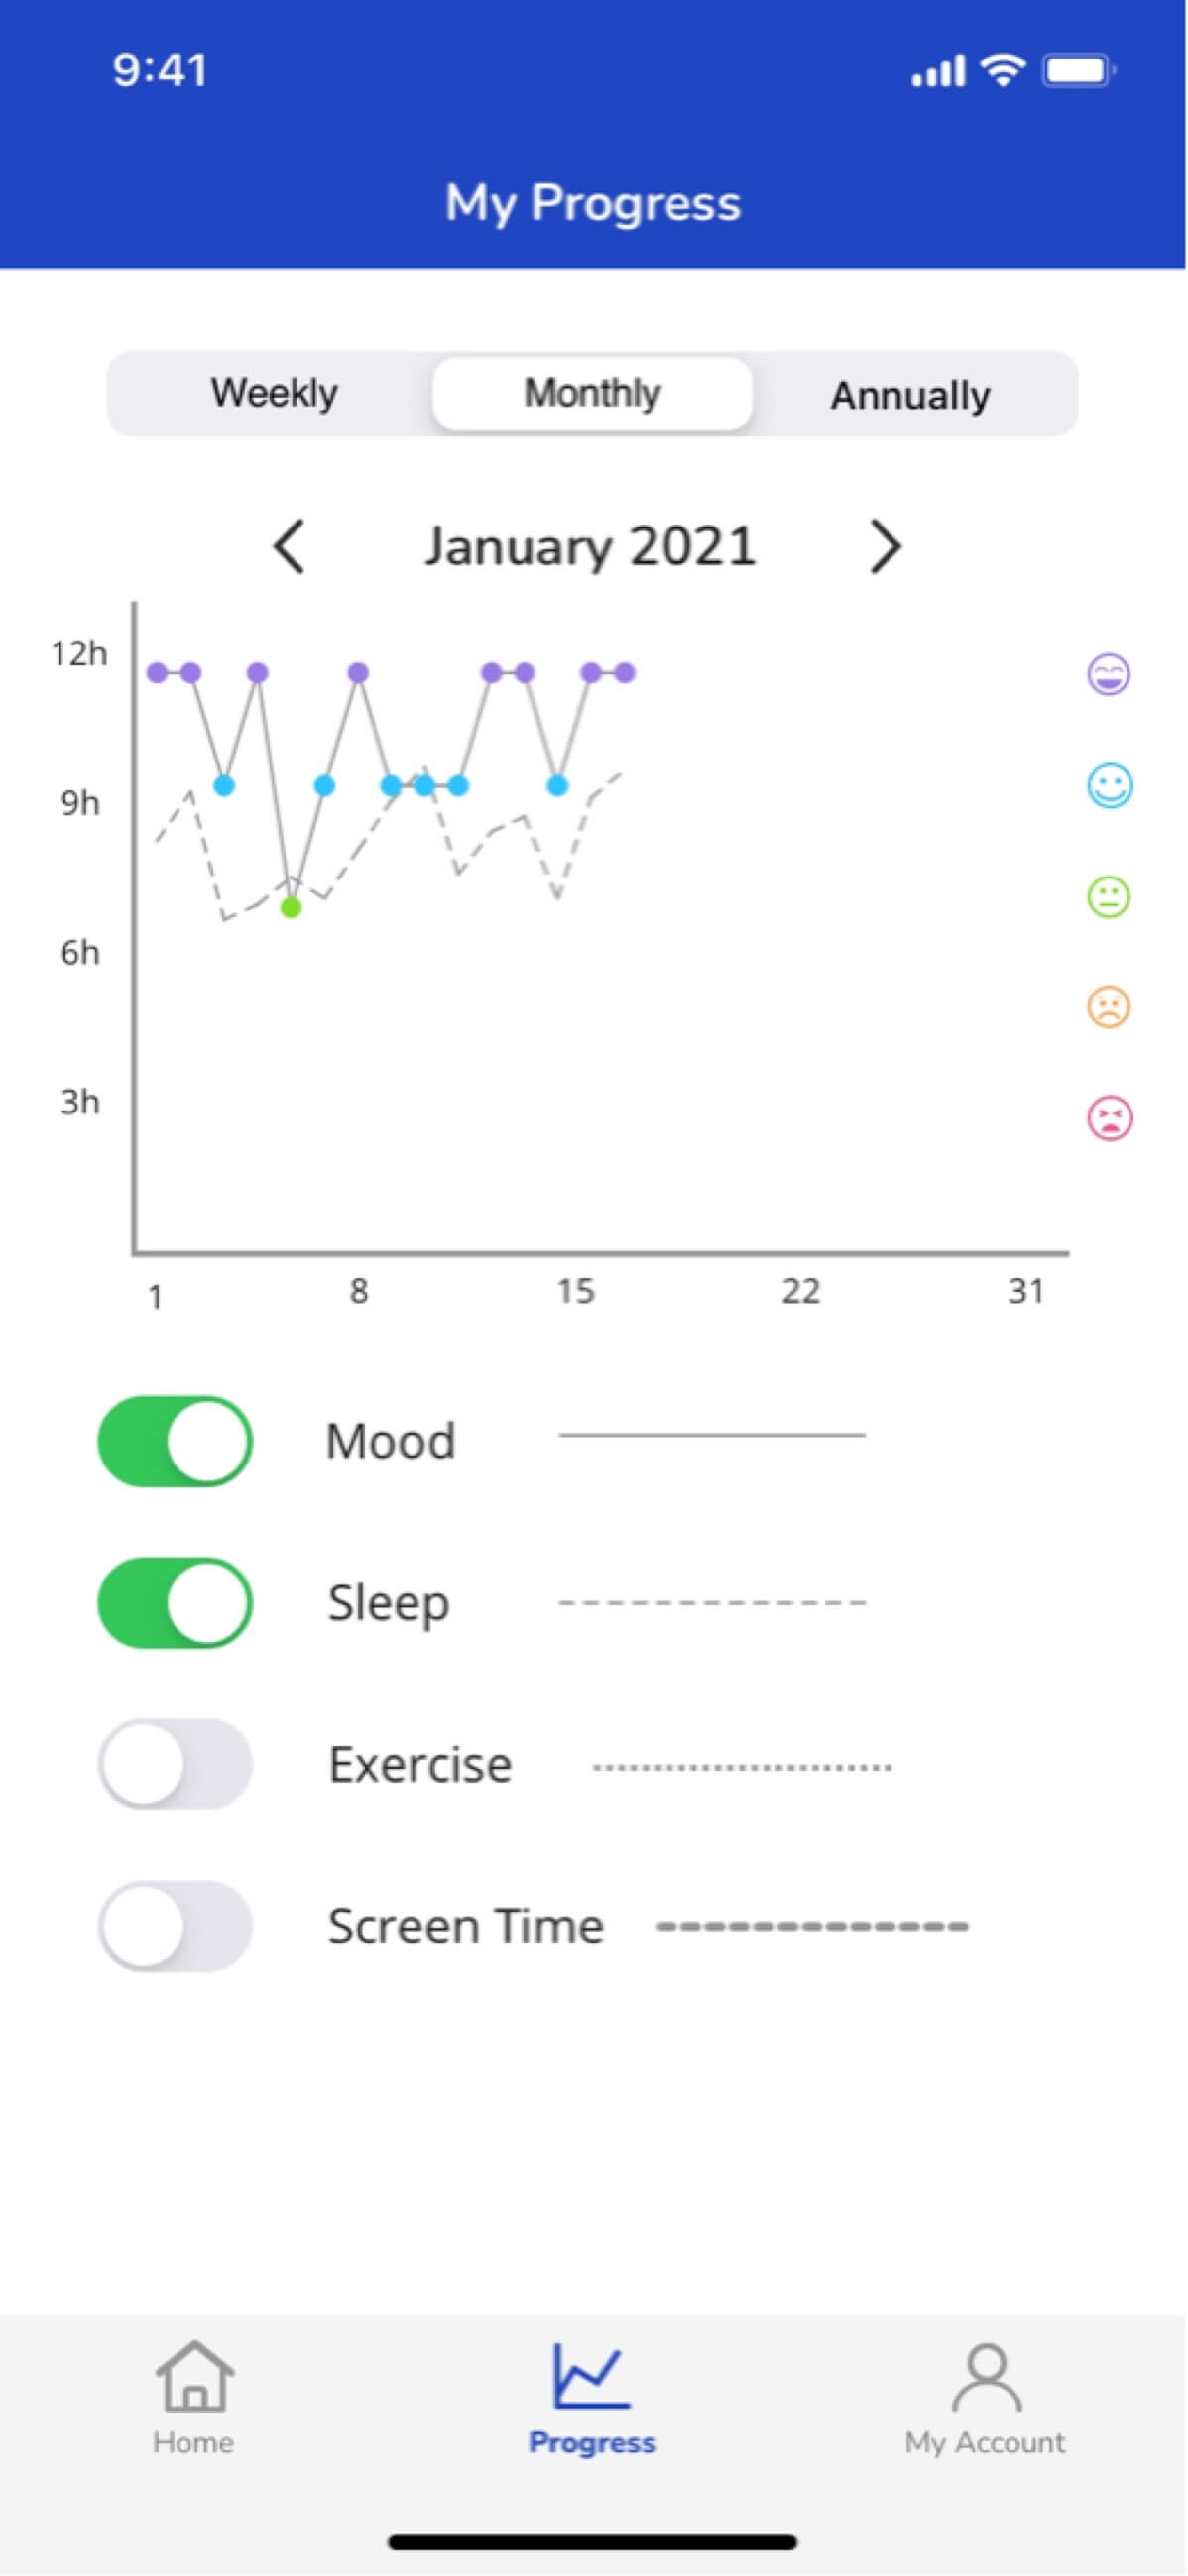 9:41
My Progress
Weekly Monthly Annually
January 2021
12h
9h
6h
3h
1 8 15 22 31
Mood
Sleep
Exercise
Screen Time
Home Progress My Account